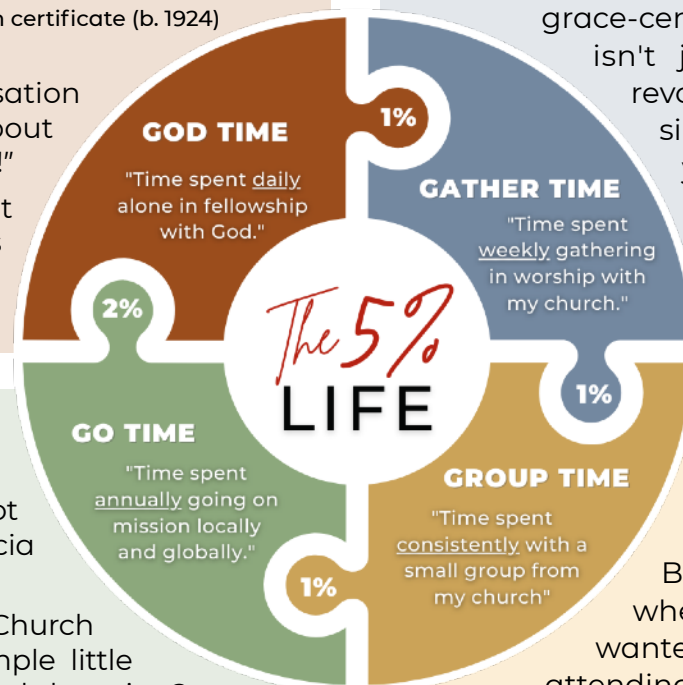 n certificate (b. 1924)
sation
bout
!"
t
s
grace-cen
isn't j
revo
si
GOD TIME
"Time spent daily
alone in fellowship
with God."
1%
GATHER TIME
"Time spent
weekly gathering
in worship with
my church."
2%
The 5%
LIFE
1%
GO TIME
"Time spent
annually going on
mission locally
and globally."
GROUP TIME
"Time spent
consistently with a
small group from
my church"
1%
ot
cia
Church
mple little
B
whe
wante
attending